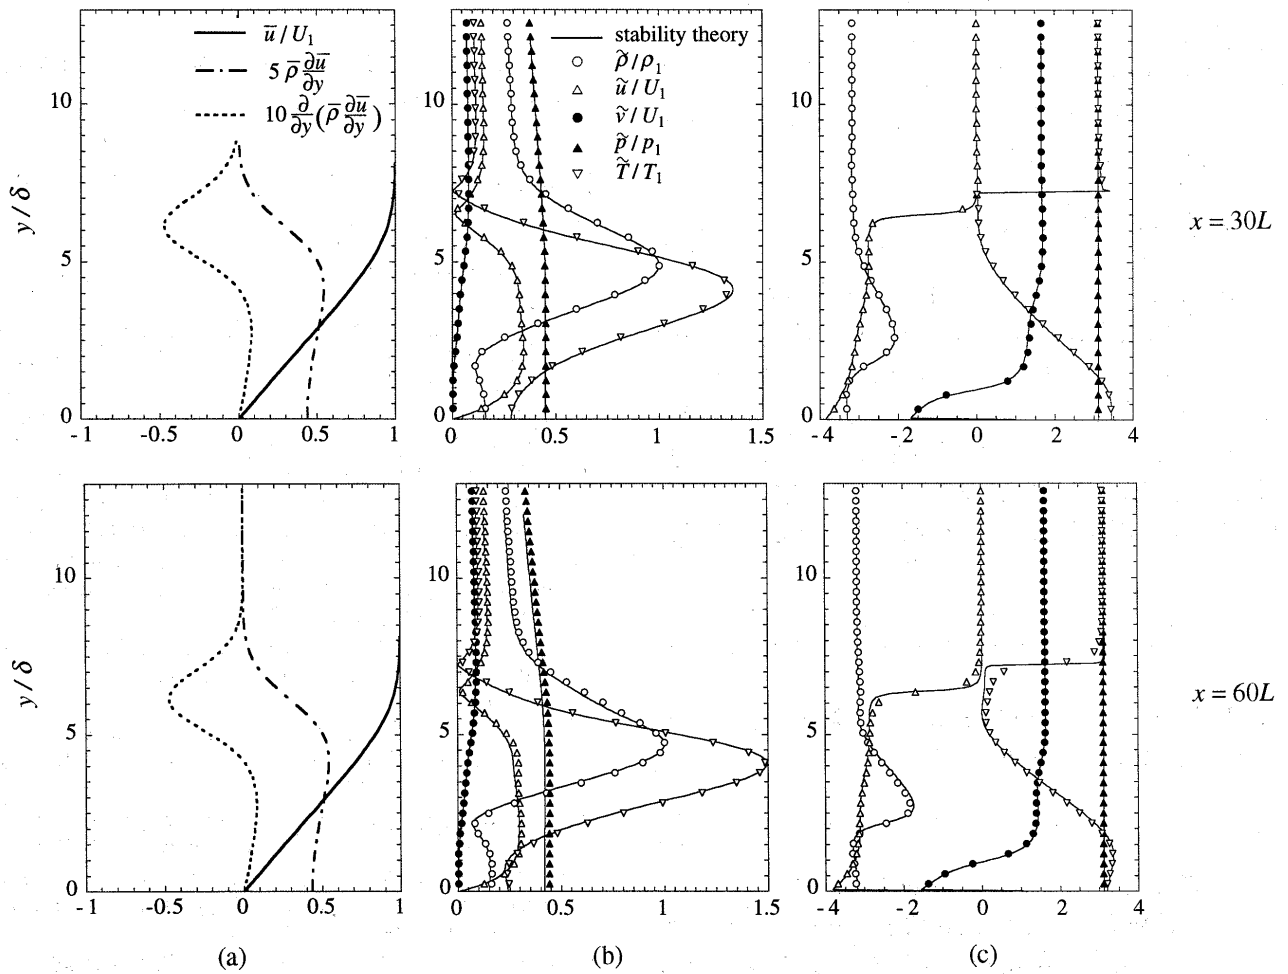 ū / U₁
5 ρ̄ ∂ū/∂y
10 ∂/∂y (ρ̄ ∂ū/∂y)
stability theory
ρ̃ / ρ₁
ũ / U₁
ṽ / U₁
p̃ / p₁
T̃ / T₁
y / δ
10
5
0
-1
-0.5
0
0.5
1
10
5
0
0
0.5
1
1.5
10
5
0
-4
-2
0
2
4
x = 30L
y / δ
10
5
0
-1
-0.5
0
0.5
1
10
5
0
0
0.5
1
1.5
10
5
0
-4
-2
0
2
4
x = 60L
(a)
(b)
(c)